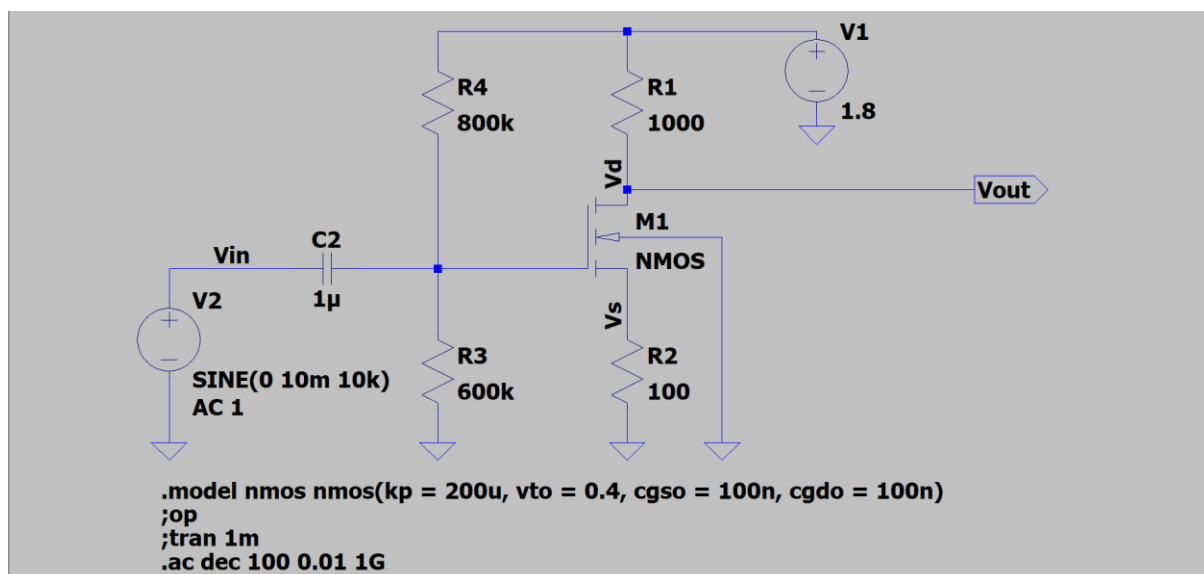 V1
1.8
R4
800k
R1
1000
Vd
Vout
M1
NMOS
Vin
C2
1µ
V2
SINE(0 10m 10k)
AC 1
Vs
R3
600k
R2
100
.model nmos nmos(kp = 200u, vto = 0.4, cgso = 100n, cgdo = 100n)
;op
;tran 1m
.ac dec 100 0.01 1G